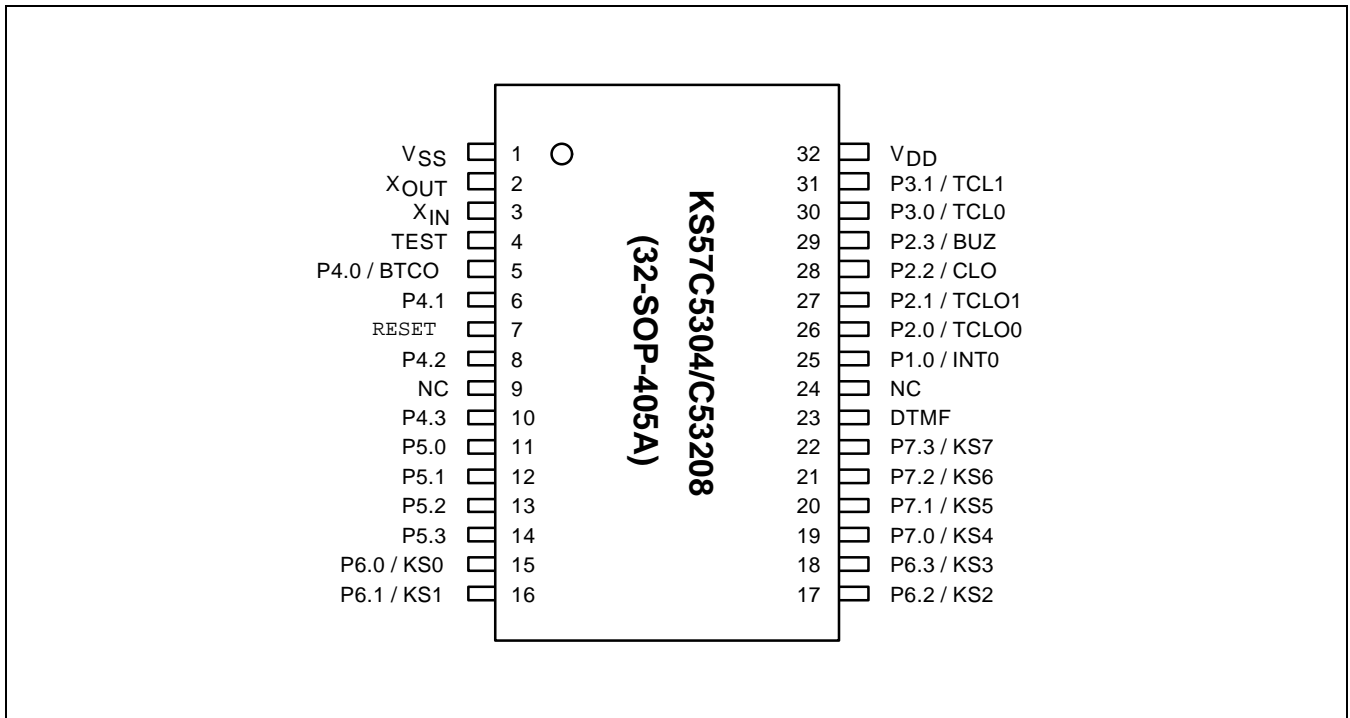 VSS 1 32 VDD
XOUT 2 31 P3.1 / TCL1
XIN 3 30 P3.0 / TCL0
TEST 4 29 P2.3 / BUZ
P4.0 / BTCO 5 28 P2.2 / CLO
P4.1 6 27 P2.1 / TCLO1
RESET 7 26 P2.0 / TCLO0
P4.2 8 25 P1.0 / INT0
NC 9 24 NC
P4.3 10 23 DTMF
P5.0 11 22 P7.3 / KS7
P5.1 12 21 P7.2 / KS6
P5.2 13 20 P7.1 / KS5
P5.3 14 19 P7.0 / KS4
P6.0 / KS0 15 18 P6.3 / KS3
P6.1 / KS1 16 17 P6.2 / KS2
KS57C5304/C53208
(32-SOP-405A)